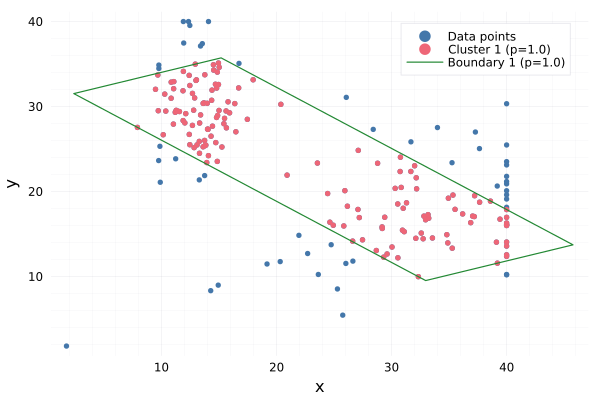 40
Data points
Cluster 1 (p=1.0)
Boundary 1 (p=1.0)
30
y
20
10
10 20 30 40
x